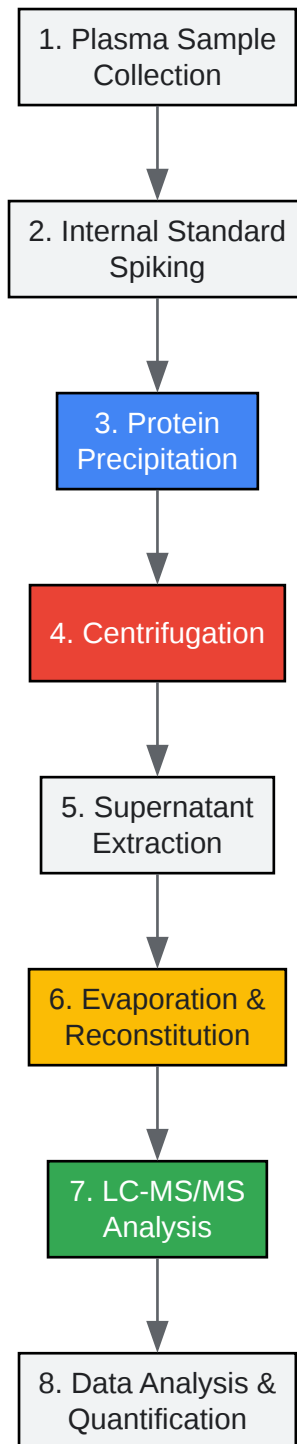 1. Plasma Sample
Collection
2. Internal Standard
Spiking
3. Protein
Precipitation
4. Centrifugation
5. Supernatant
Extraction
6. Evaporation &
Reconstitution
7. LC-MS/MS
Analysis
8. Data Analysis &
Quantification